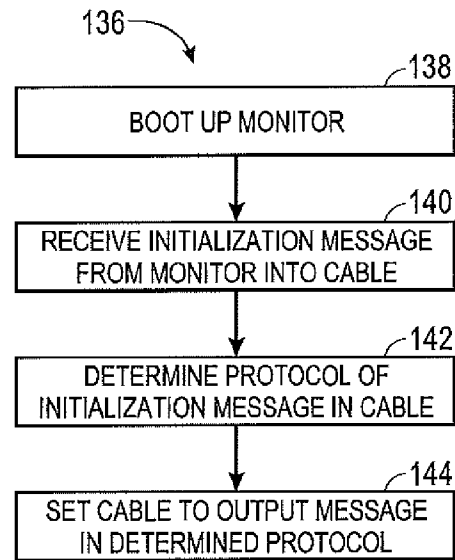 136
138
BOOT UP MONITOR
140
RECEIVE INITIALIZATION MESSAGE
FROM MONITOR INTO CABLE
142
DETERMINE PROTOCOL OF
INITIALIZATION MESSAGE IN CABLE
144
SET CABLE TO OUTPUT MESSAGE
IN DETERMINED PROTOCOL